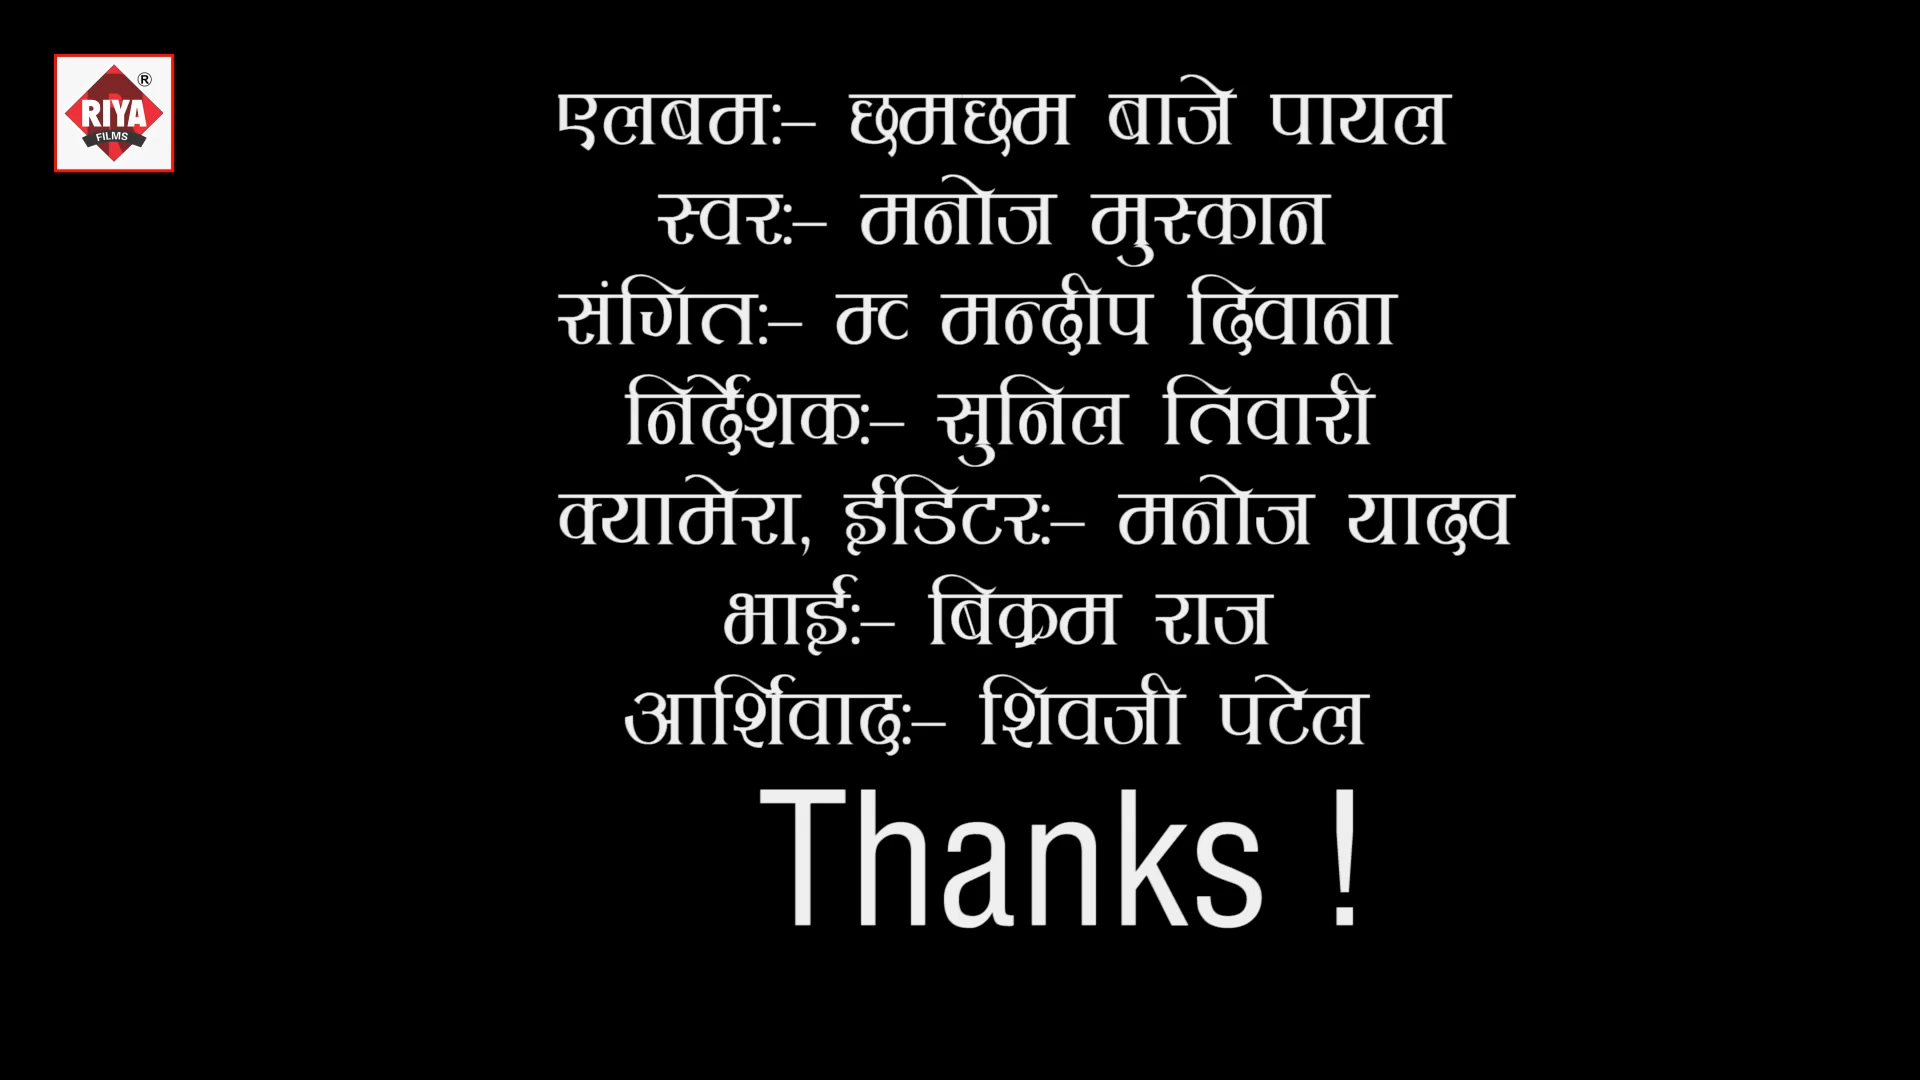 RIYA
FILMS
®
एलबमः– छमछम बाजे पायल
स्वरः– मनोज मुस्कान
संगितः– म्ट मन्दीप दिवाना
निर्देशकः– सुनिल तिवारी
क्यामेरा, ईडिटरः– मनोज यादव
भाईः– बिक्रम राज
आर्शिवादः– शिवजी पटेल
Thanks !